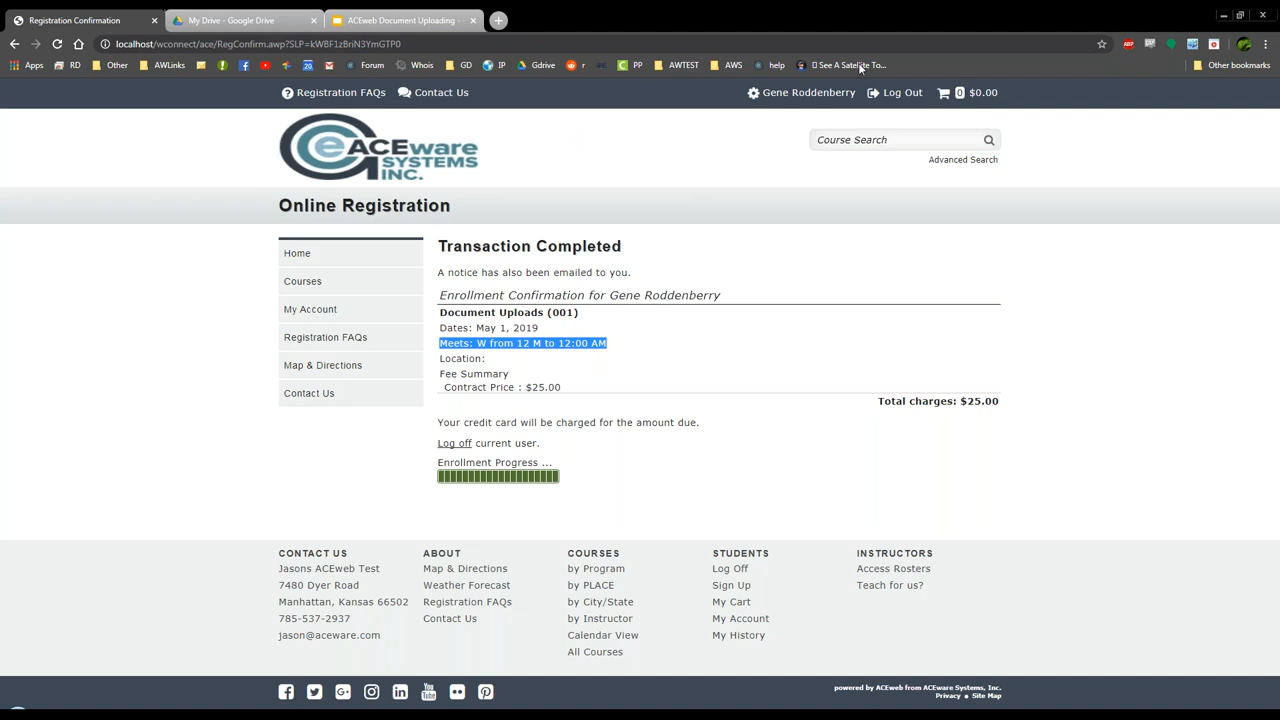 Registration Confirmation
My Drive - Google Drive
ACEweb Document Uploading -
localhost/wconnect/ace/RegConfirm.awp?SLP=kWBF1zBriN3YmGTP0
Apps RD Other AWLinks 20 Forum Whois GD IP Gdrive r CP PP AWTEST AWS help See A Satellite To... Other bookmarks
Registration FAQs Contact Us Gene Roddenberry Log Out 0 $0.00
e ACEware
SYSTEMS
INC.
Course Search
Advanced Search
Online Registration
Home
Courses
My Account
Registration FAQs
Map & Directions
Contact Us
Transaction Completed
A notice has also been emailed to you.
Enrollment Confirmation for Gene Roddenberry
Document Uploads (001)
Dates: May 1, 2019
Meets: W from 12 M to 12:00 AM
Location:
Fee Summary
Contract Price : $25.00
Total charges: $25.00
Your credit card will be charged for the amount due.
Log off current user.
Enrollment Progress ...
CONTACT US
Jasons ACEweb Test
7480 Dyer Road
Manhattan, Kansas 66502
785-537-2937
jason@aceware.com
ABOUT
Map & Directions
Weather Forecast
Registration FAQs
Contact Us
COURSES
by Program
by PLACE
by City/State
by Instructor
Calendar View
All Courses
STUDENTS
Log Off
Sign Up
My Cart
My Account
My History
INSTRUCTORS
Access Rosters
Teach for us?
You Tube
powered by ACEweb from ACEware Systems, Inc.
Privacy ● Site Map